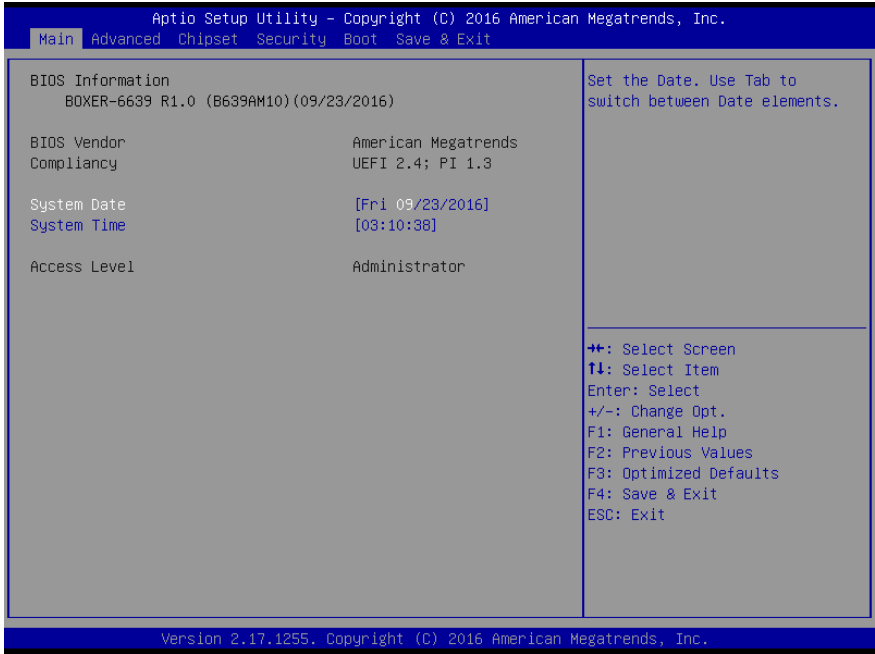 Aptio Setup Utility – Copyright (C) 2016 American Megatrends, Inc.
Main Advanced Chipset Security Boot Save & Exit
BIOS Information
BOXER-6639 R1.0 (B639AM10)(09/23/2016)
BIOS Vendor American Megatrends
Compliancy UEFI 2.4; PI 1.3
System Date [Fri 09/23/2016]
System Time [03:10:38]
Access Level Administrator
Set the Date. Use Tab to
switch between Date elements.
→←: Select Screen
↑↓: Select Item
Enter: Select
+/-: Change Opt.
F1: General Help
F2: Previous Values
F3: Optimized Defaults
F4: Save & Exit
ESC: Exit
Version 2.17.1255. Copyright (C) 2016 American Megatrends, Inc.